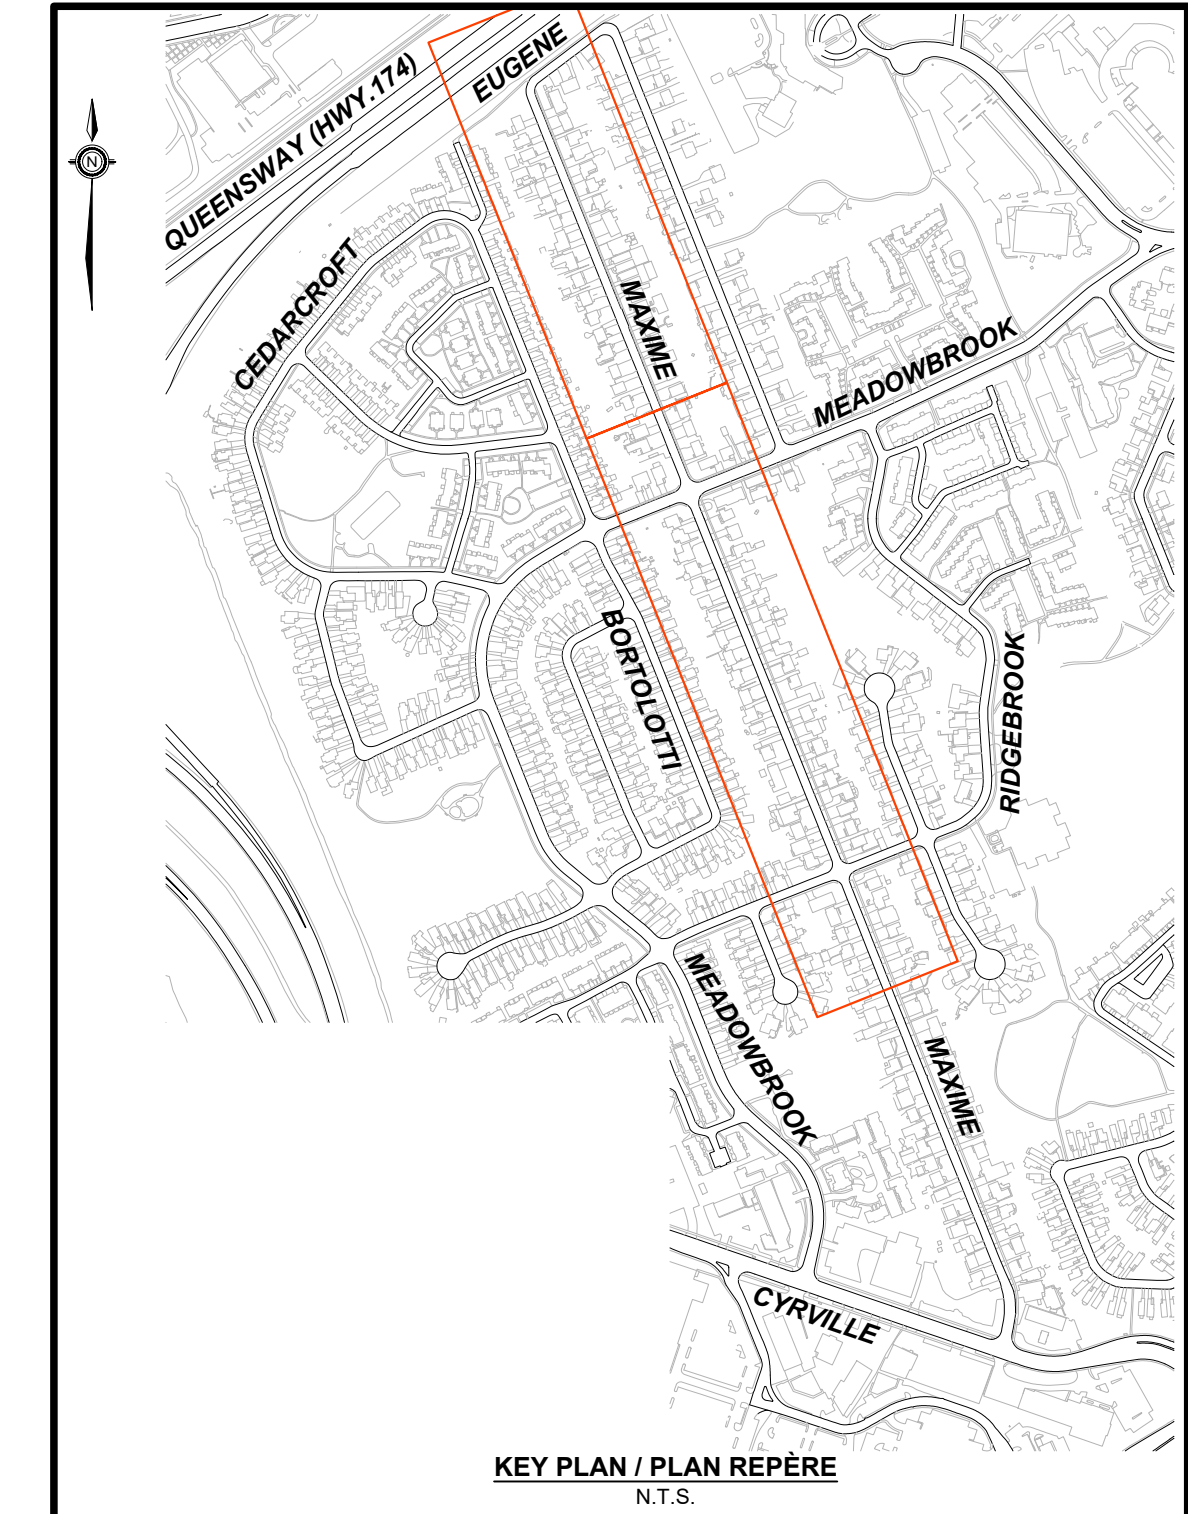 EUGENE
QUEENSWAY (HWY.174)
N
CEDARCROFT
MAXIME
MEADOWBROOK
BORTOLOTTI
RIDGEBROOK
MEADOWBROOK
MAXIME
CYRVILLE
KEY PLAN / PLAN REPÈRE
N.T.S.